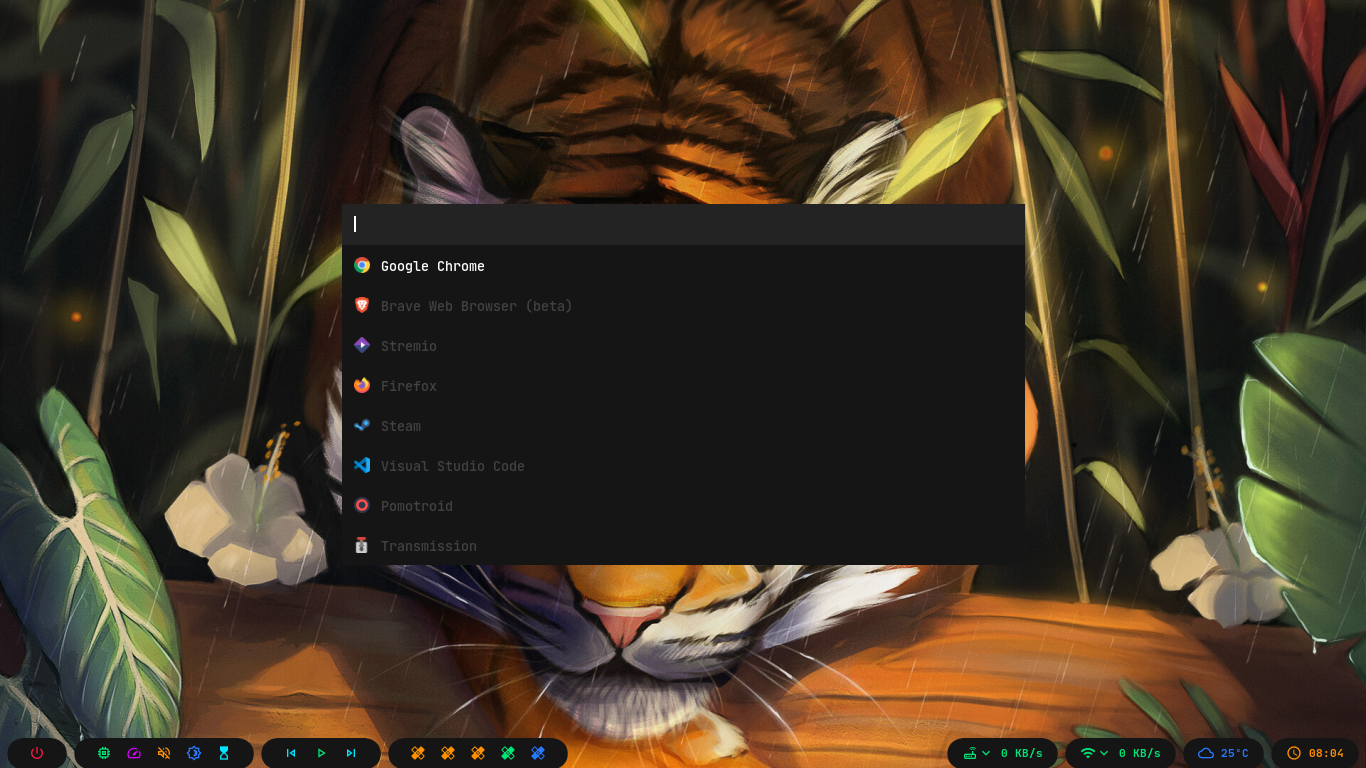 Google Chrome
Brave Web Browser (beta)
Stremio
Firefox
Steam
Visual Studio Code
Pomotroid
Transmission
0 KB/s
0 KB/s
25°C
08:04